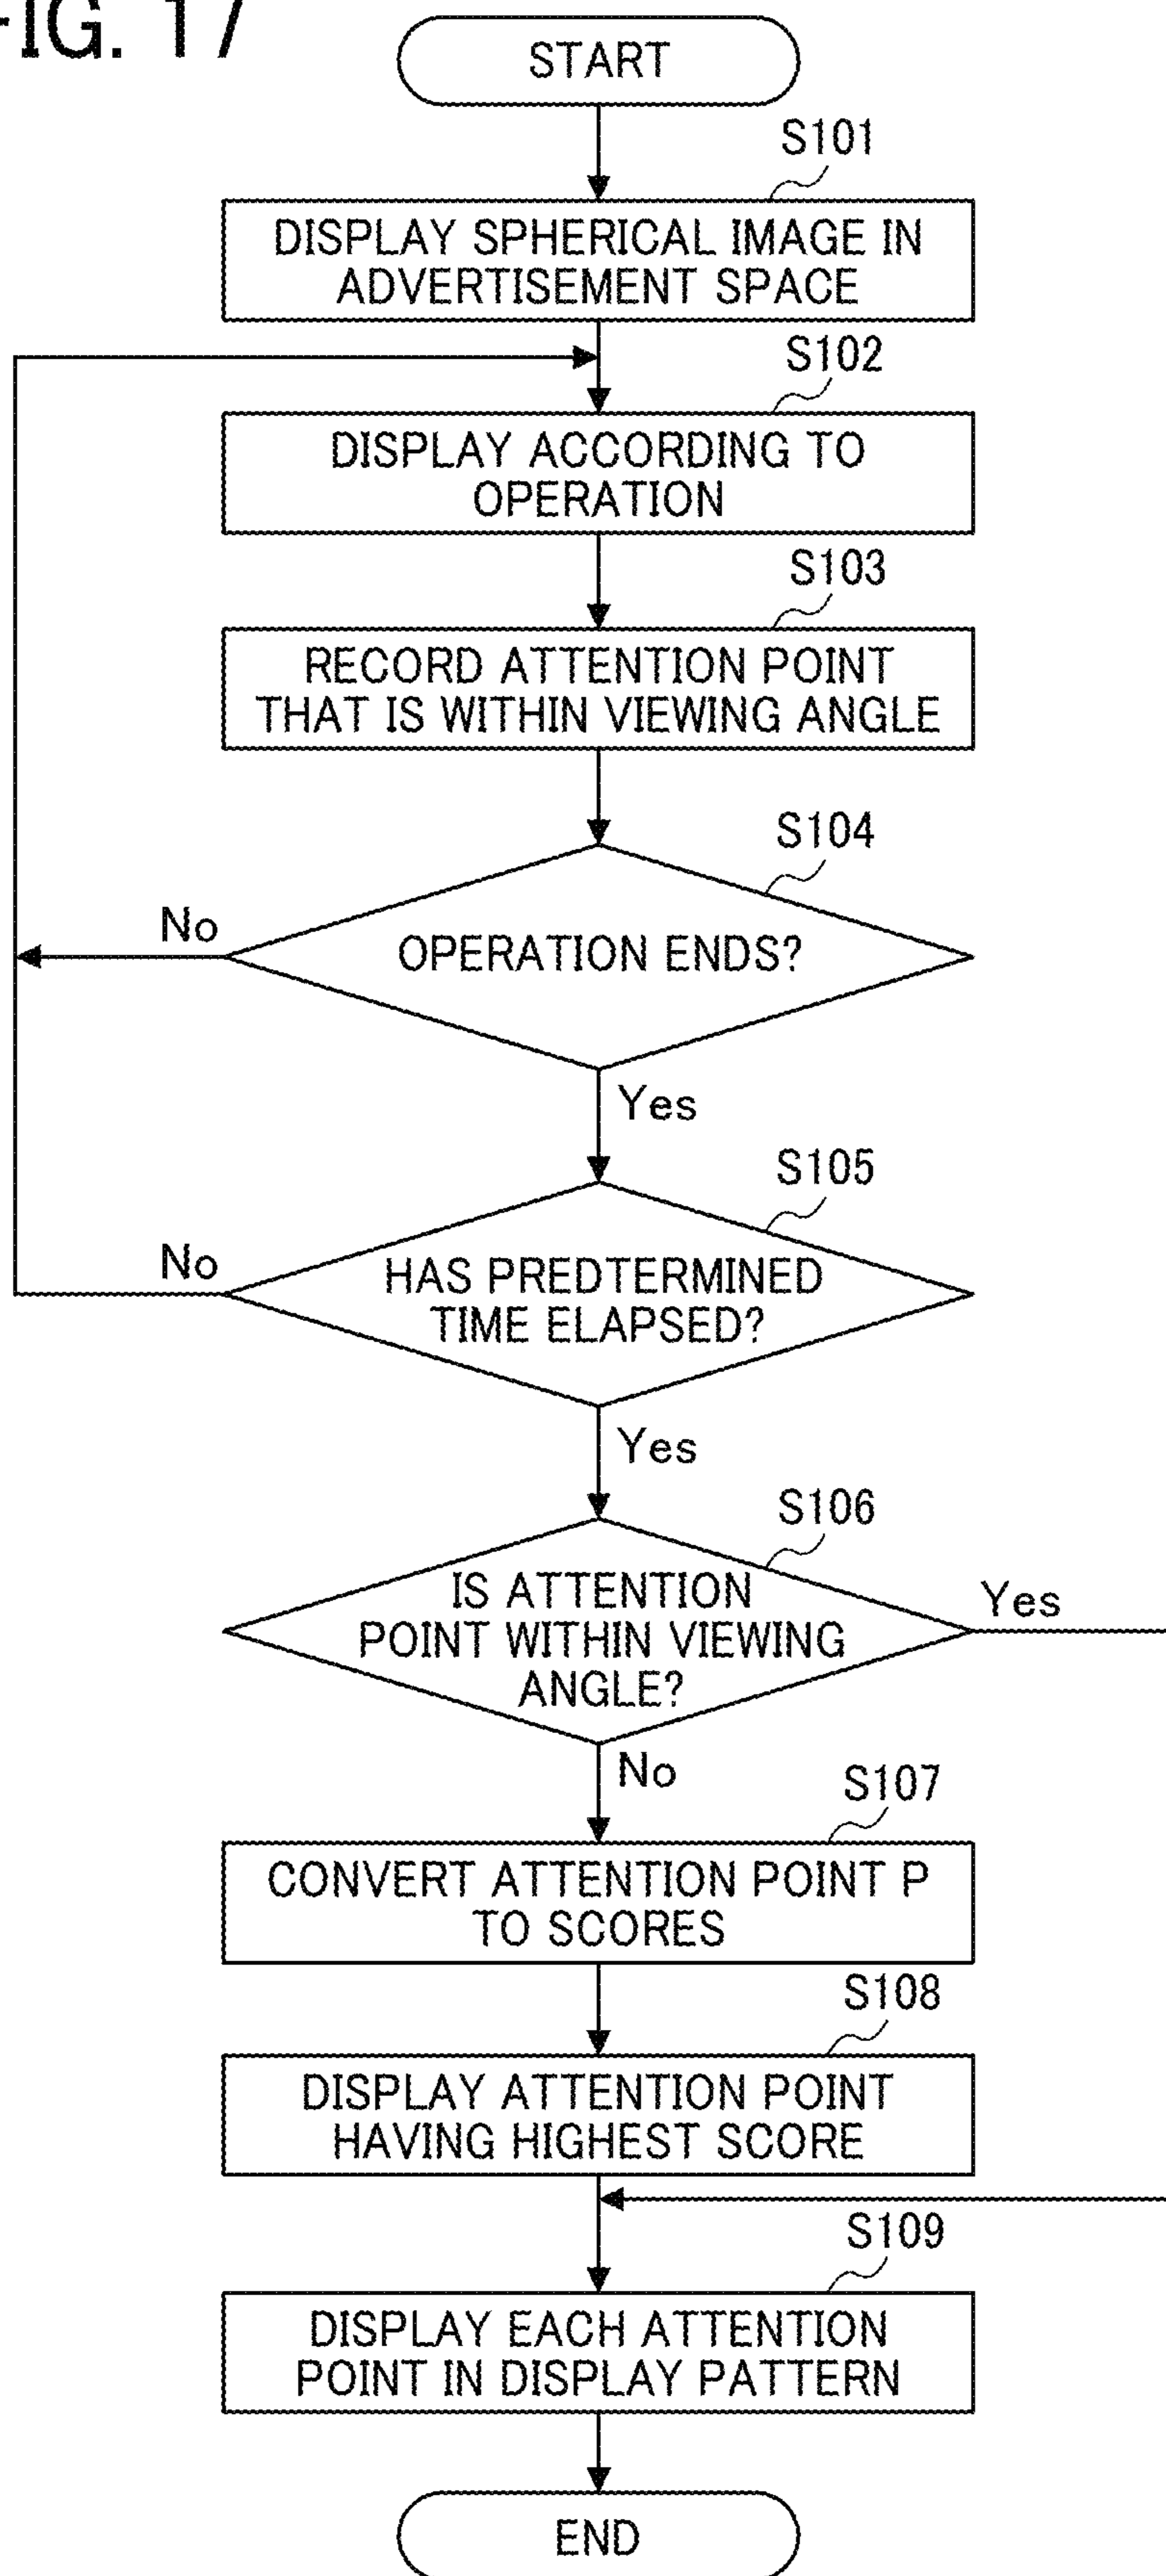 FIG. 17
START
S101
DISPLAY SPHERICAL IMAGE IN
ADVERTISEMENT SPACE
S102
DISPLAY ACCORDING TO
OPERATION
S103
RECORD ATTENTION POINT
THAT IS WITHIN VIEWING ANGLE
S104
No
OPERATION ENDS?
Yes
S105
No
HAS PREDTERMINED
TIME ELAPSED?
Yes
S106
IS ATTENTION
POINT WITHIN VIEWING
ANGLE?
Yes
No
S107
CONVERT ATTENTION POINT P
TO SCORES
S108
DISPLAY ATTENTION POINT
HAVING HIGHEST SCORE
S109
DISPLAY EACH ATTENTION
POINT IN DISPLAY PATTERN
END